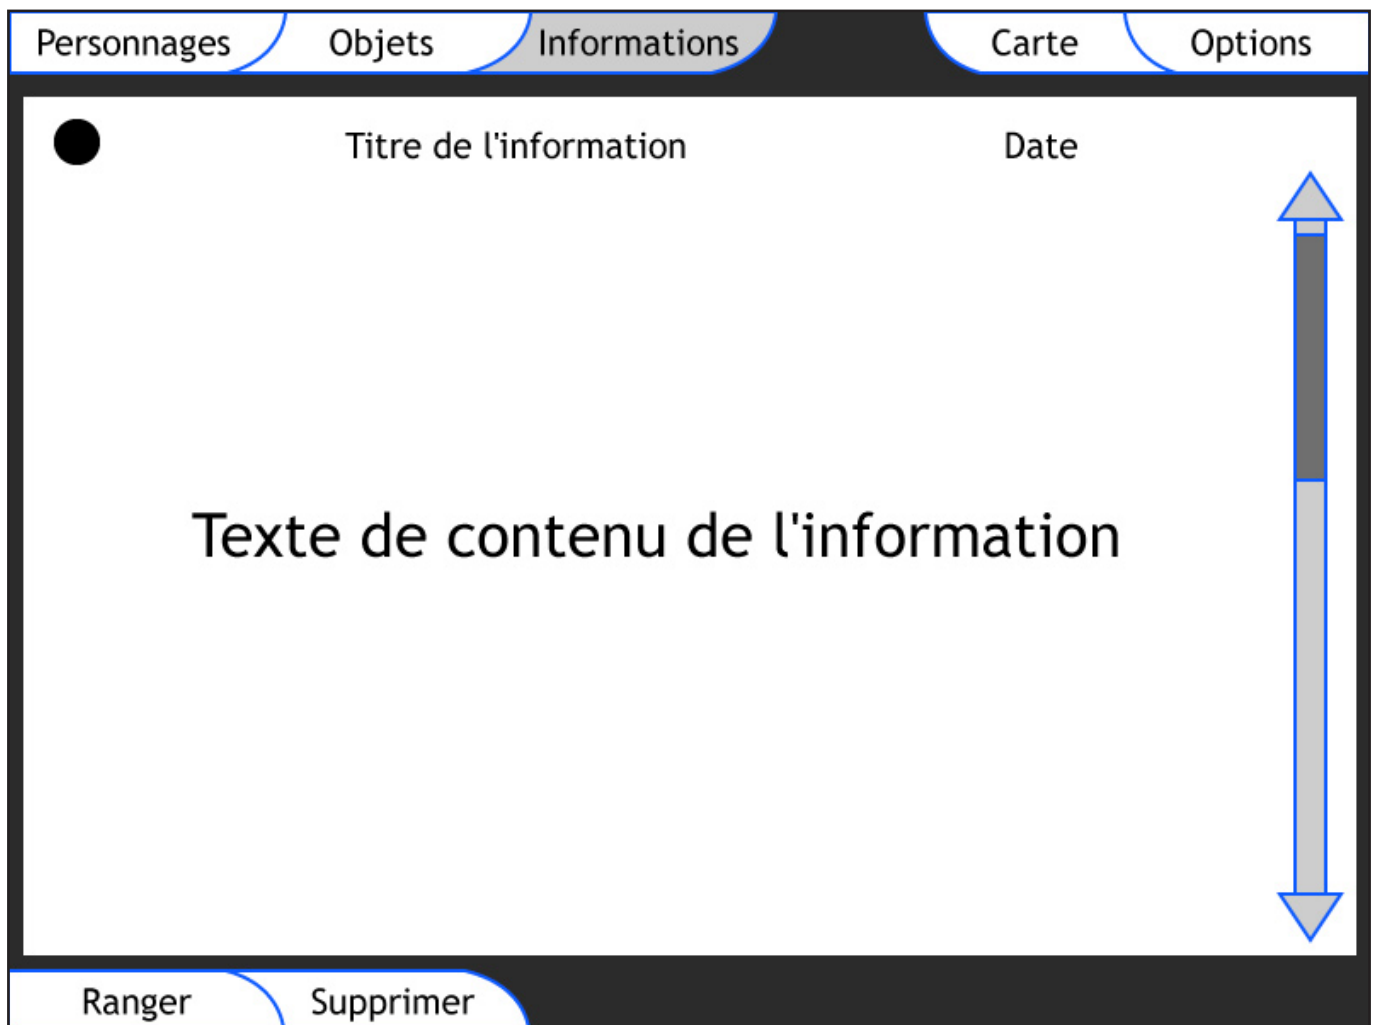 Personnages Objets Informations Carte Options
Titre de l'information Date
Texte de contenu de l'information
Ranger Supprimer